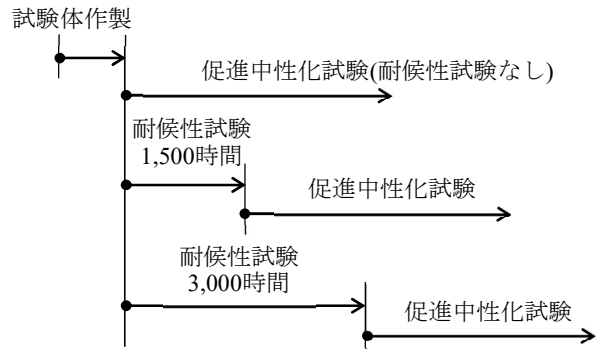 試験体作製
促進中性化試験(耐候性試験なし)
耐候性試験
1,500時間
促進中性化試験
耐候性試験
3,000時間
促進中性化試験